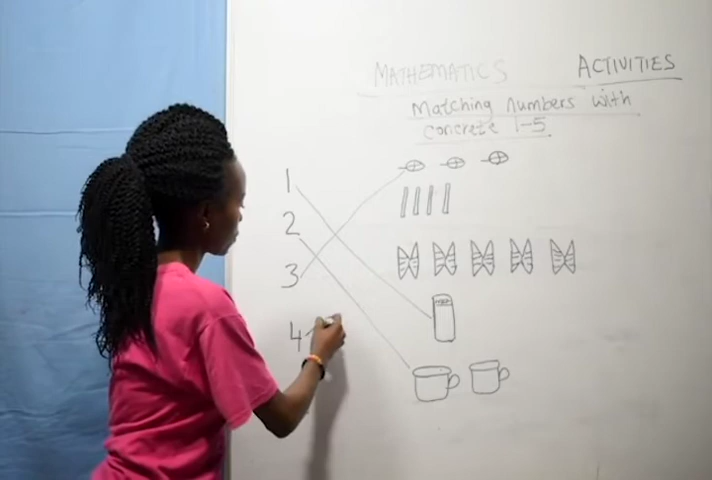 MATHEMATICS ACTIVITIES
Matching Numbers with
concrete 1-5.
1
2
3
4